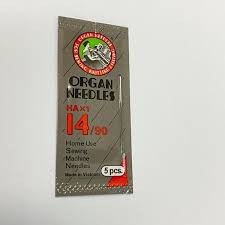 ORGAN
NEEDLES
HAX1
14/90
Home Use
Sewing
Machine
Needles
Made in Vietnam
5 pcs.